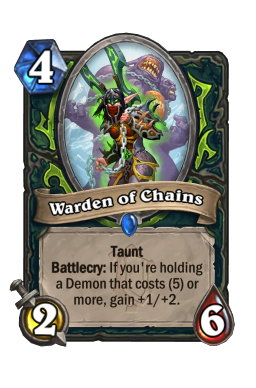 4
Warden of Chains
Taunt
Battlecry: If you're holding
a Demon that costs (5) or
more, gain +1/+2.
2
6